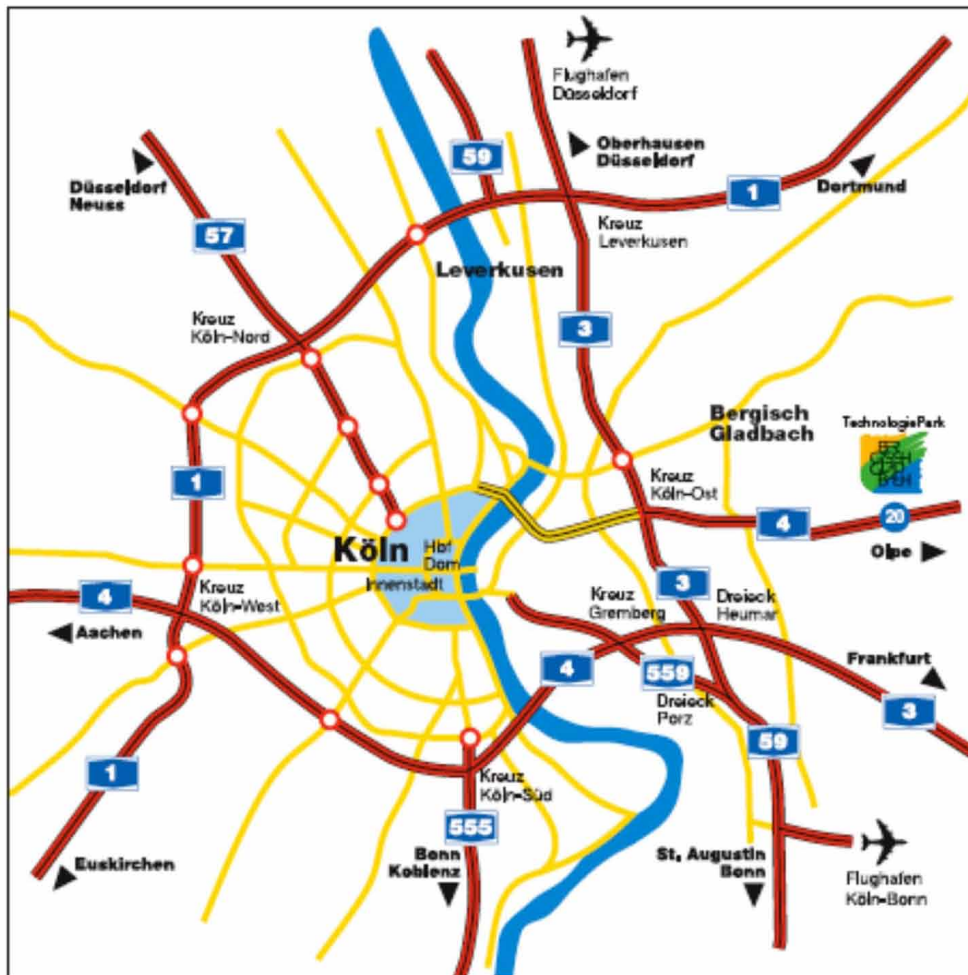 Flughafen
Düsseldorf
59
Oberhausen
Düsseldorf
Düsseldorf
Neuss
1
Dortmund
57
Kreuz
Leverkusen
Leverkusen
Kreuz
Köln-Nord
3
Bergisch
Gladbach
TechnologiePark
1
Kreuz
Köln-Ost
4
20
Olpe
Köln
Hbf
Dom
Innenstadt
4
Kreuz
Köln-West
Aachen
Kreuz
Gremberg
3
Dreieck
Heumar
4
559
Frankfurt
Dreieck
Porz
3
59
1
Kreuz
Köln-Süd
555
Euskirchen
Bonn
Koblenz
St. Augustin
Bonn
Flughafen
Köln-Bonn